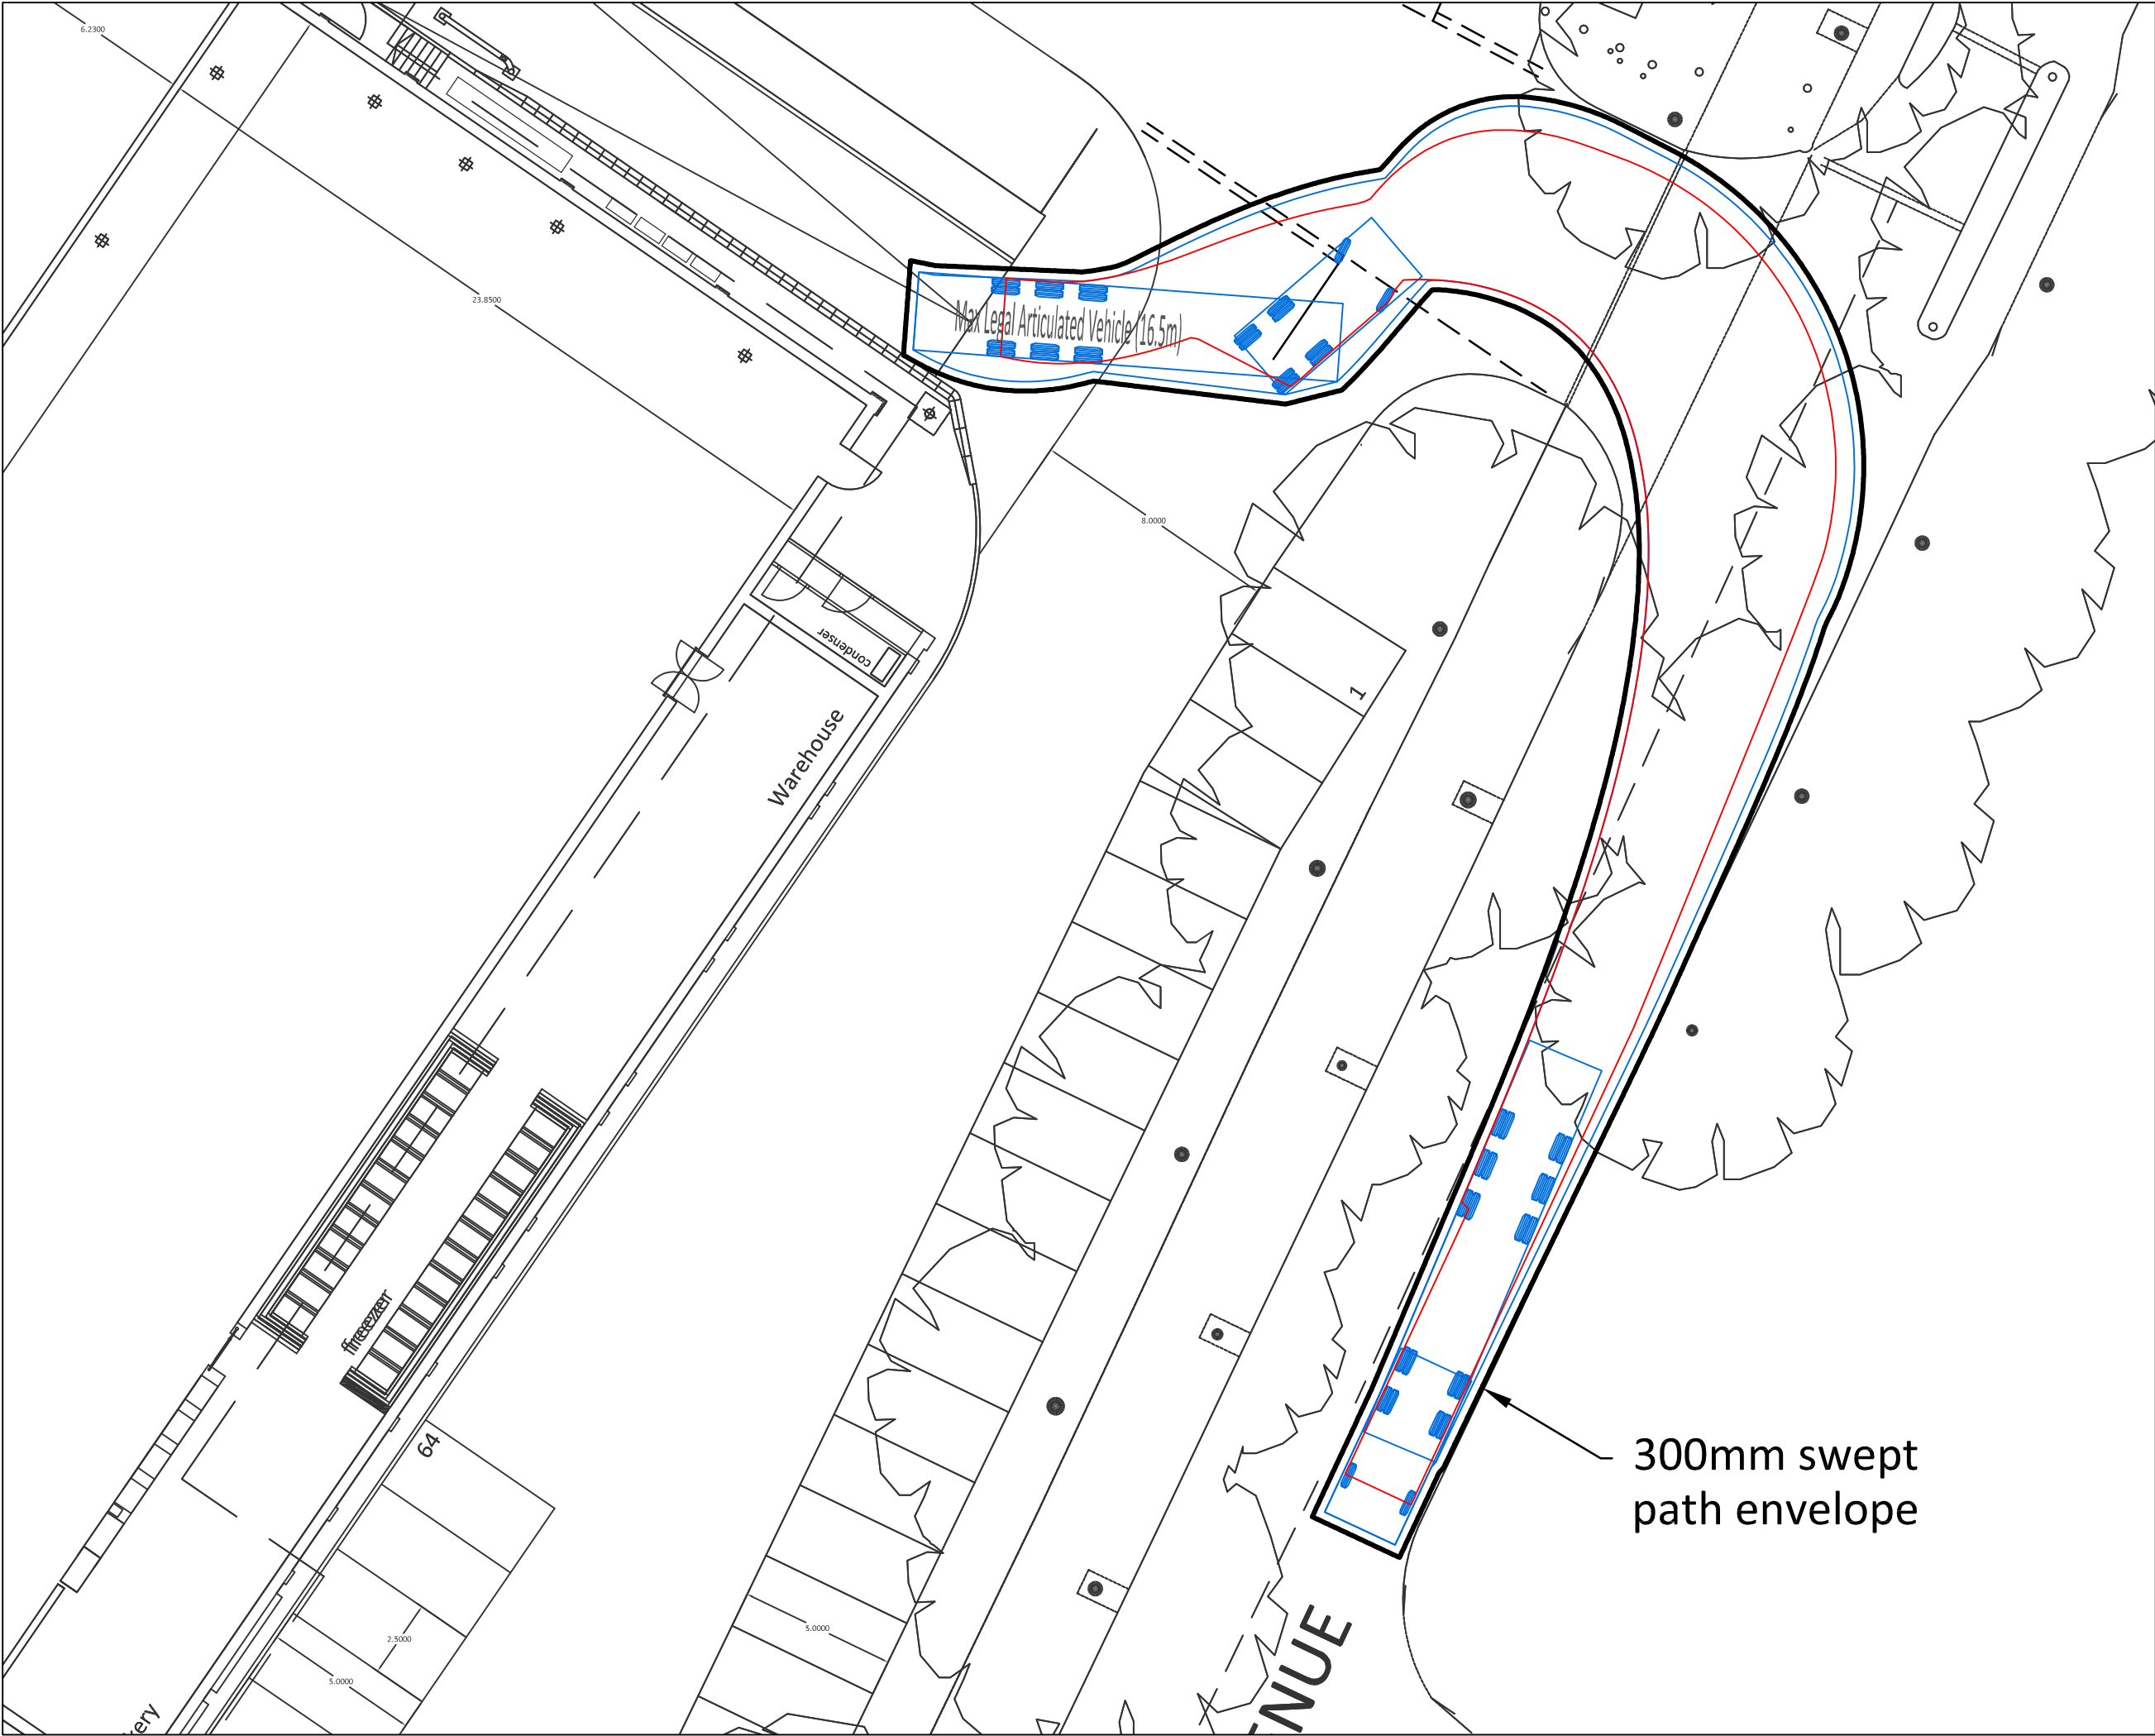 6.2300
23.8500
Max Legal Articulated Vehicle (16.5m)
8.0000
condenser
1
Warehouse
freezer
64
300mm swept
path envelope
5.0000
2.5000
5.0000
NUE
kery